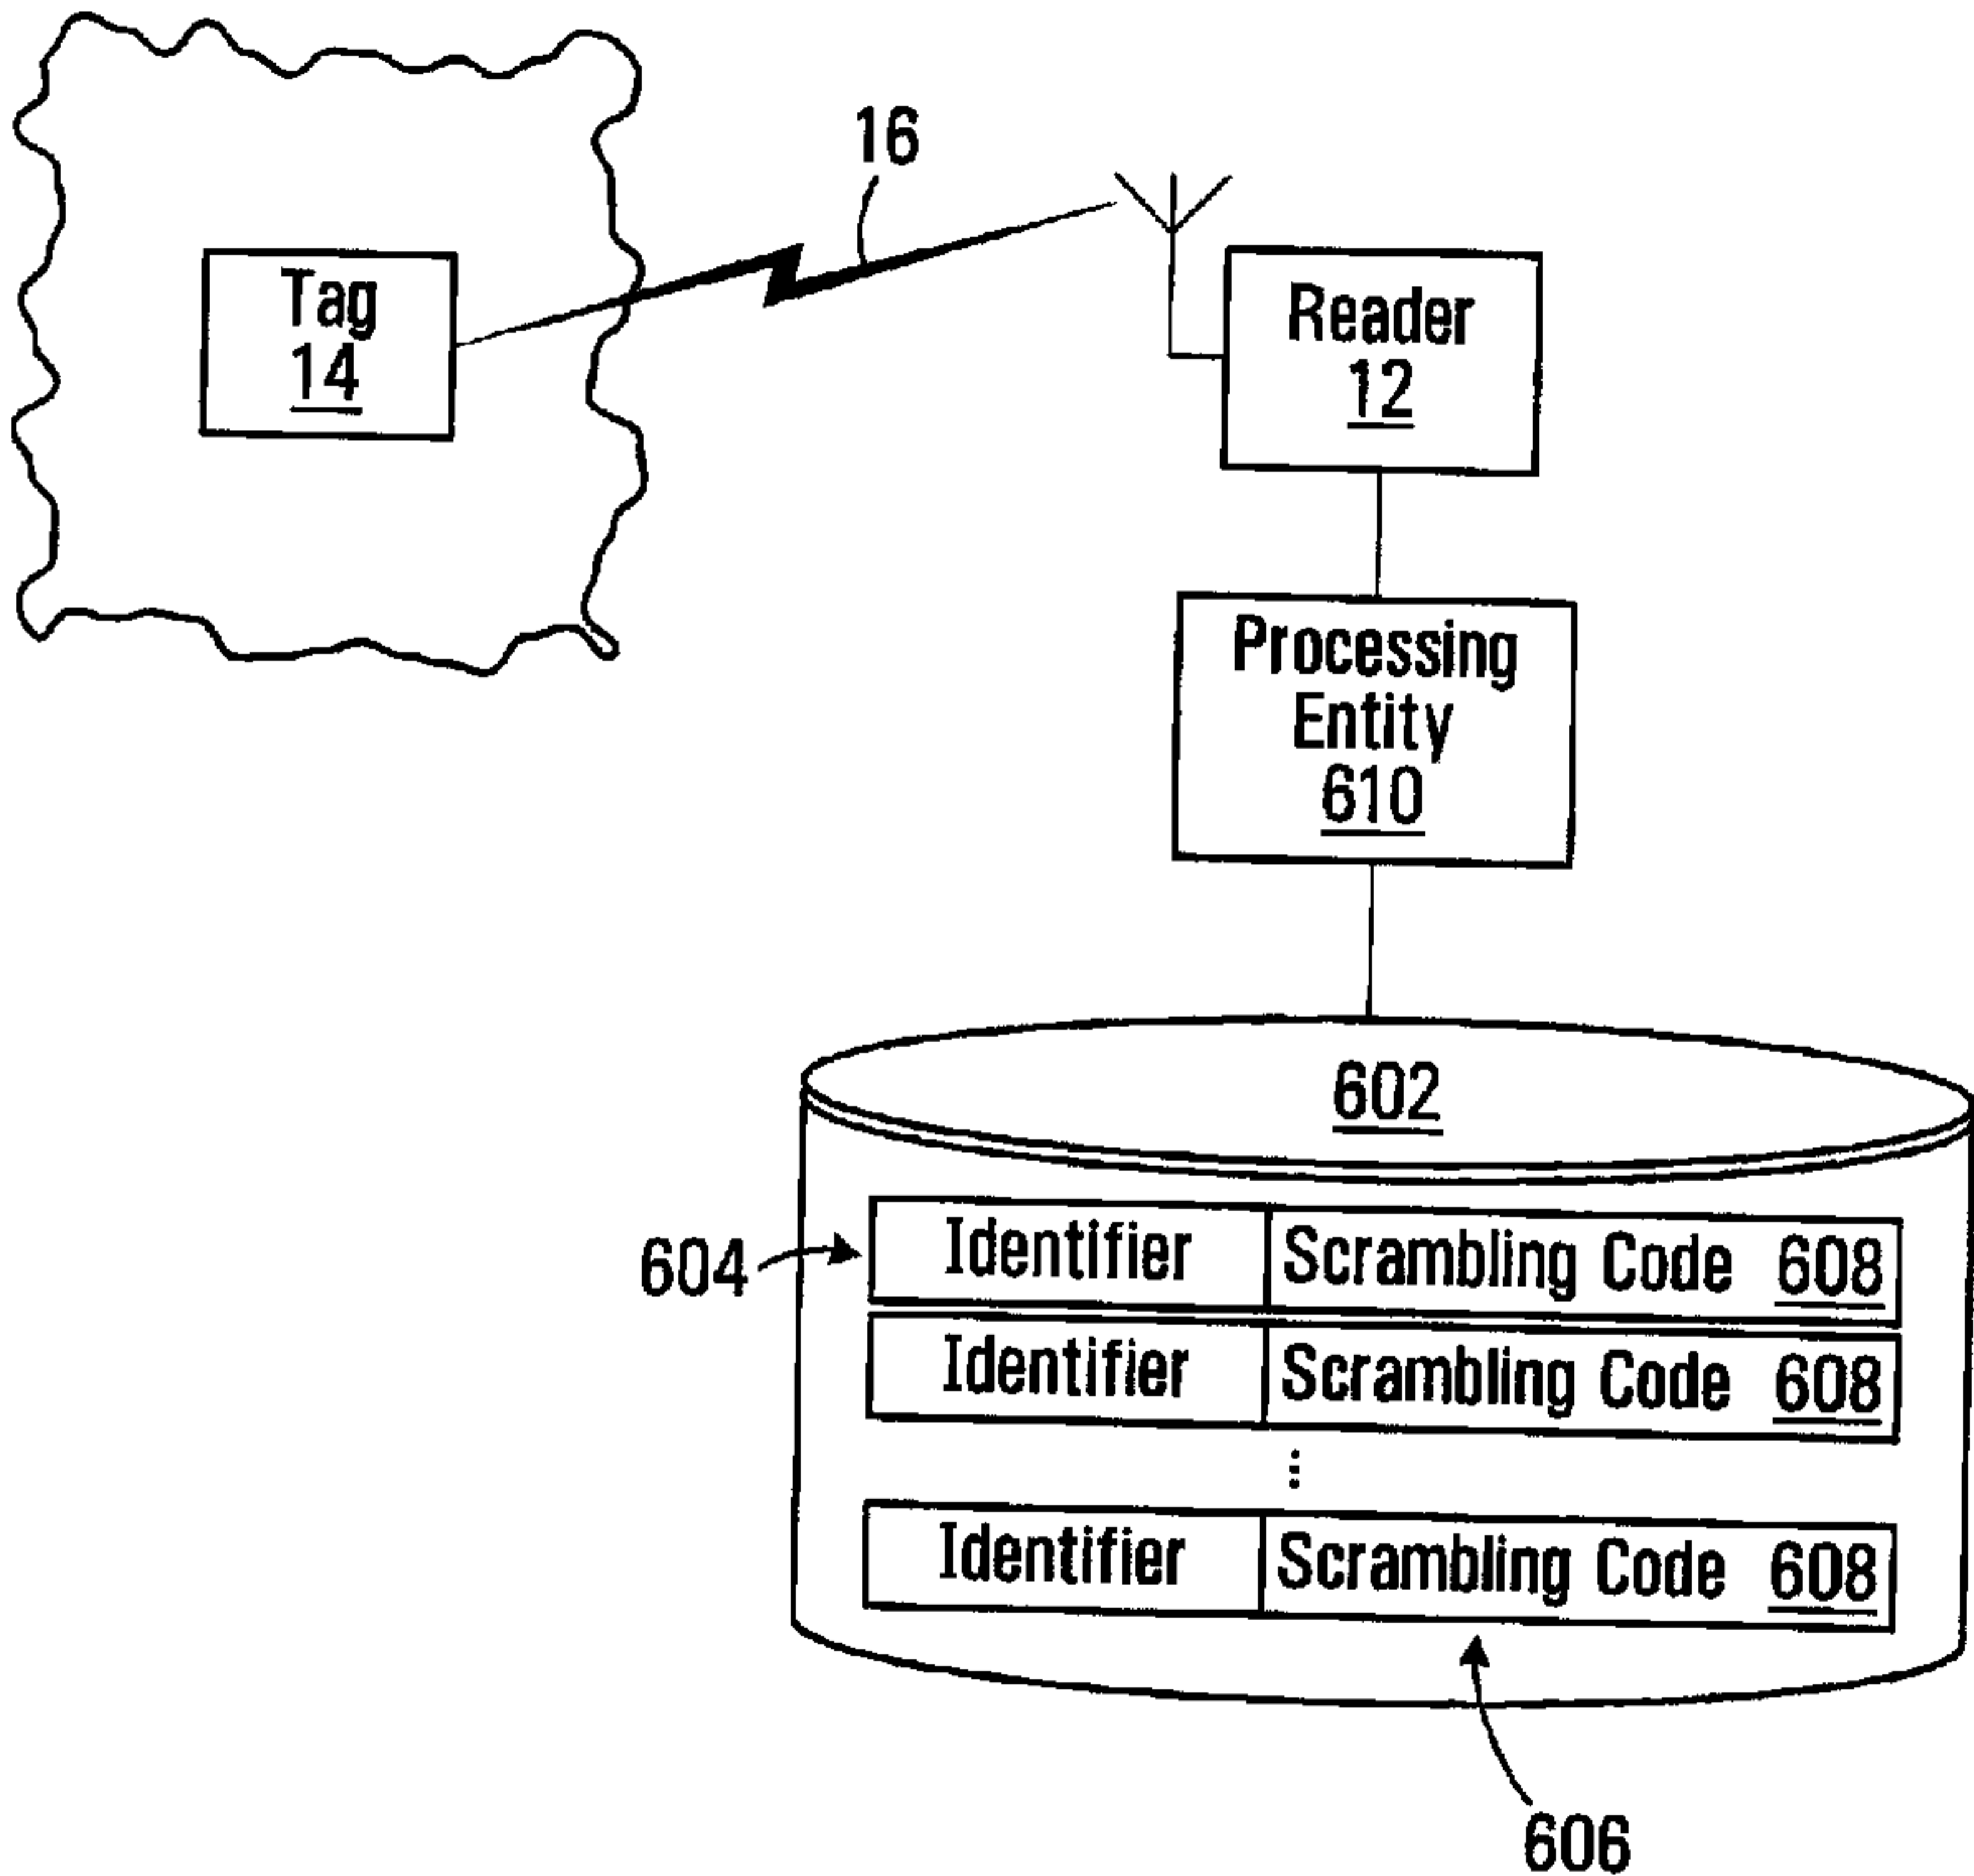 16
Tag
14
Reader
12
Processing
Entity
610
602
604
Identifier Scrambling Code 608
Identifier Scrambling Code 608
Identifier Scrambling Code 608
606